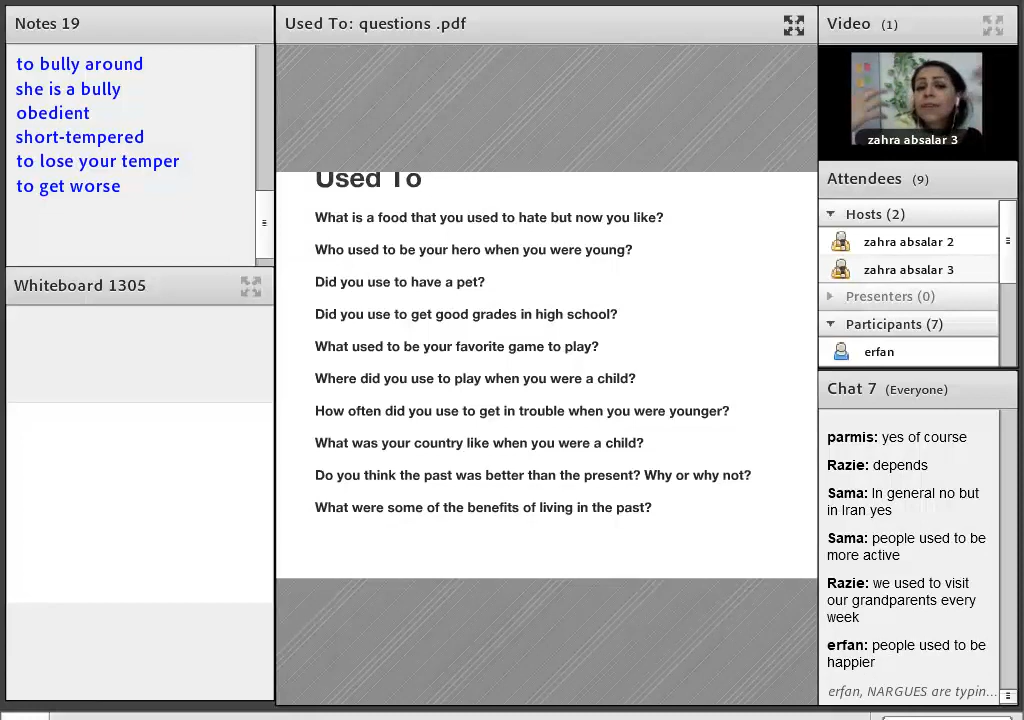 Notes 19
to bully around
she is a bully
obedient
short-tempered
to lose your temper
to get worse
Whiteboard 1305
Used To: questions .pdf
Used To
What is a food that you used to hate but now you like?
Who used to be your hero when you were young?
Did you use to have a pet?
Did you use to get good grades in high school?
What used to be your favorite game to play?
Where did you use to play when you were a child?
How often did you use to get in trouble when you were younger?
What was your country like when you were a child?
Do you think the past was better than the present? Why or why not?
What were some of the benefits of living in the past?
Video (1)
zahra absalar 3
Attendees (9)
Hosts (2)
zahra absalar 2
zahra absalar 3
Presenters (0)
Participants (7)
erfan
Chat 7 (Everyone)
parmis: yes of course
Razie: depends
Sama: In general no but
in Iran yes
Sama: people used to be
more active
Razie: we used to visit
our grandparents every
week
erfan: people used to be
happier
erfan, NARGUES are typin...